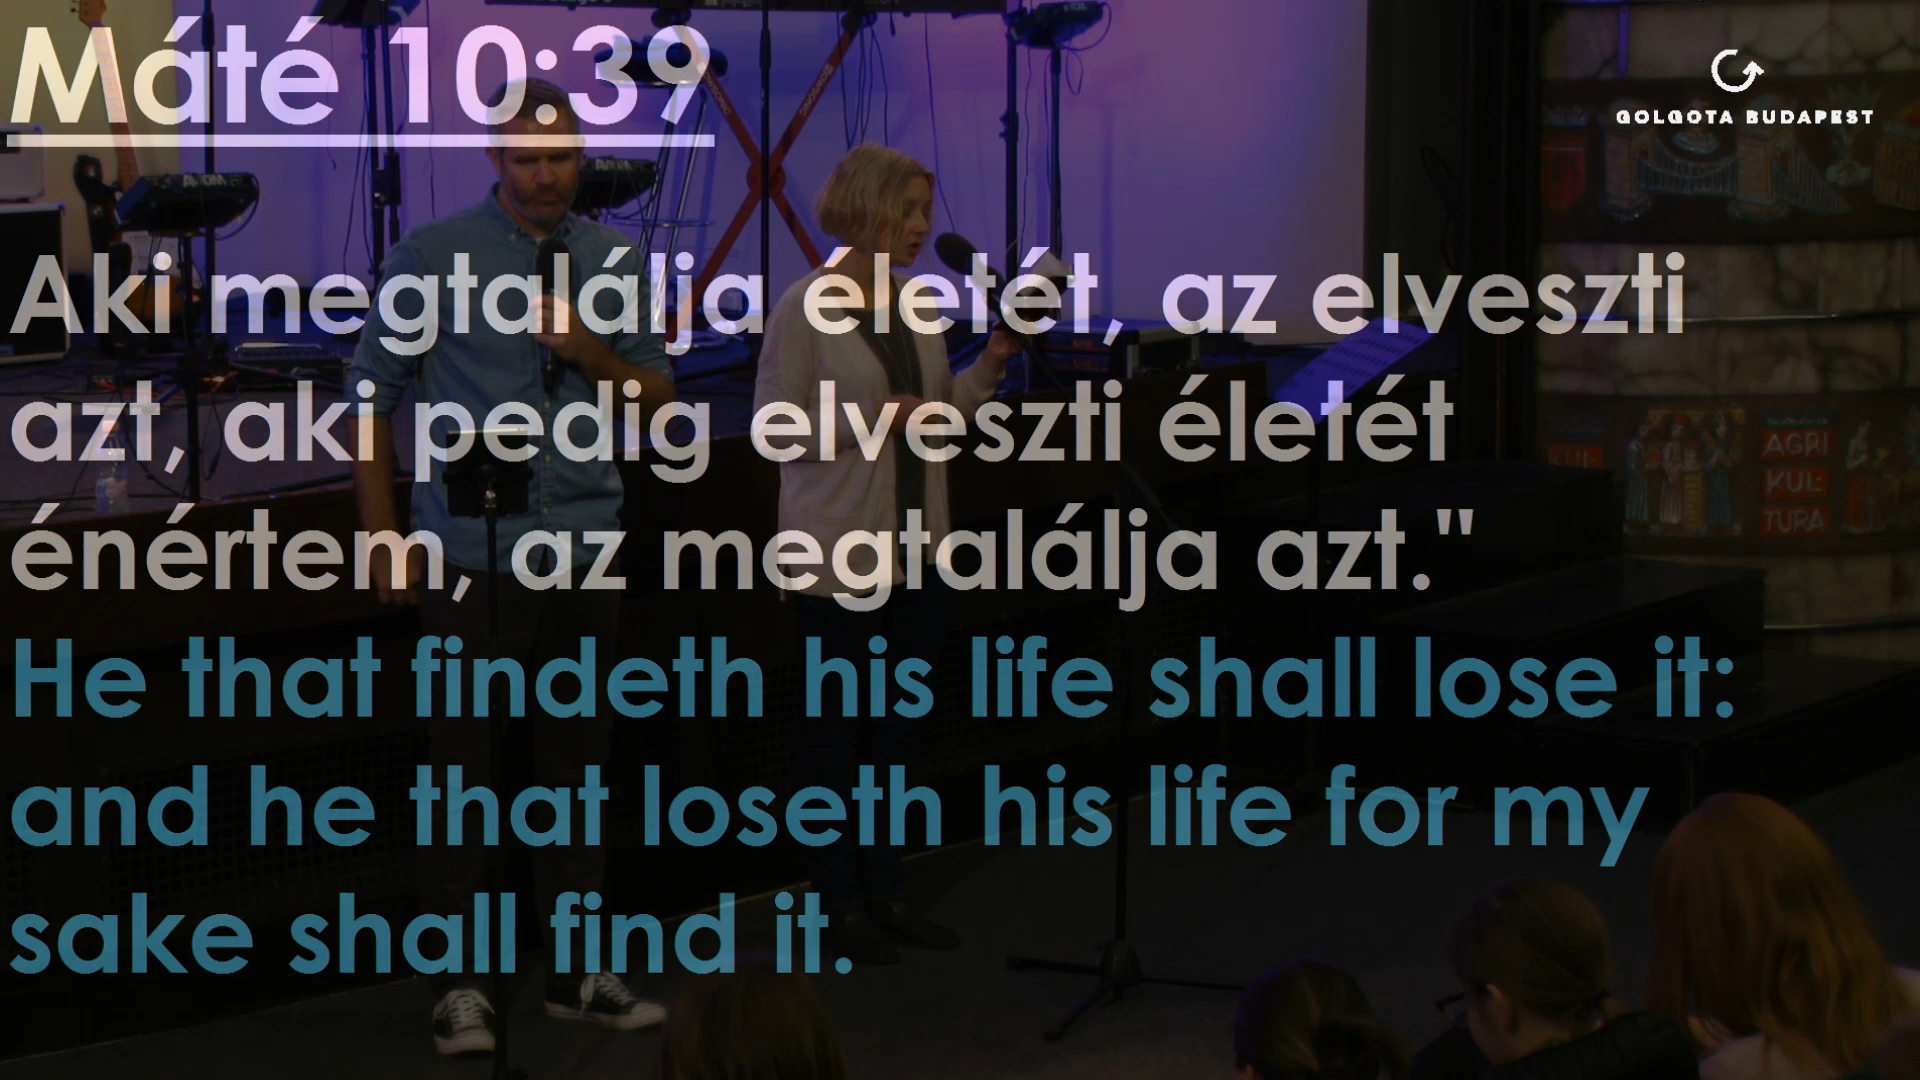 Máté 10:39
GOLGOTA BUDAPEST
Aki megtalálja életét, az elveszti
azt, aki pedig elveszti életét
énértem, az megtalálja azt."
He that findeth his life shall lose it:
and he that loseth his life for my
sake shall find it.
AGRI
KUL-
TURA